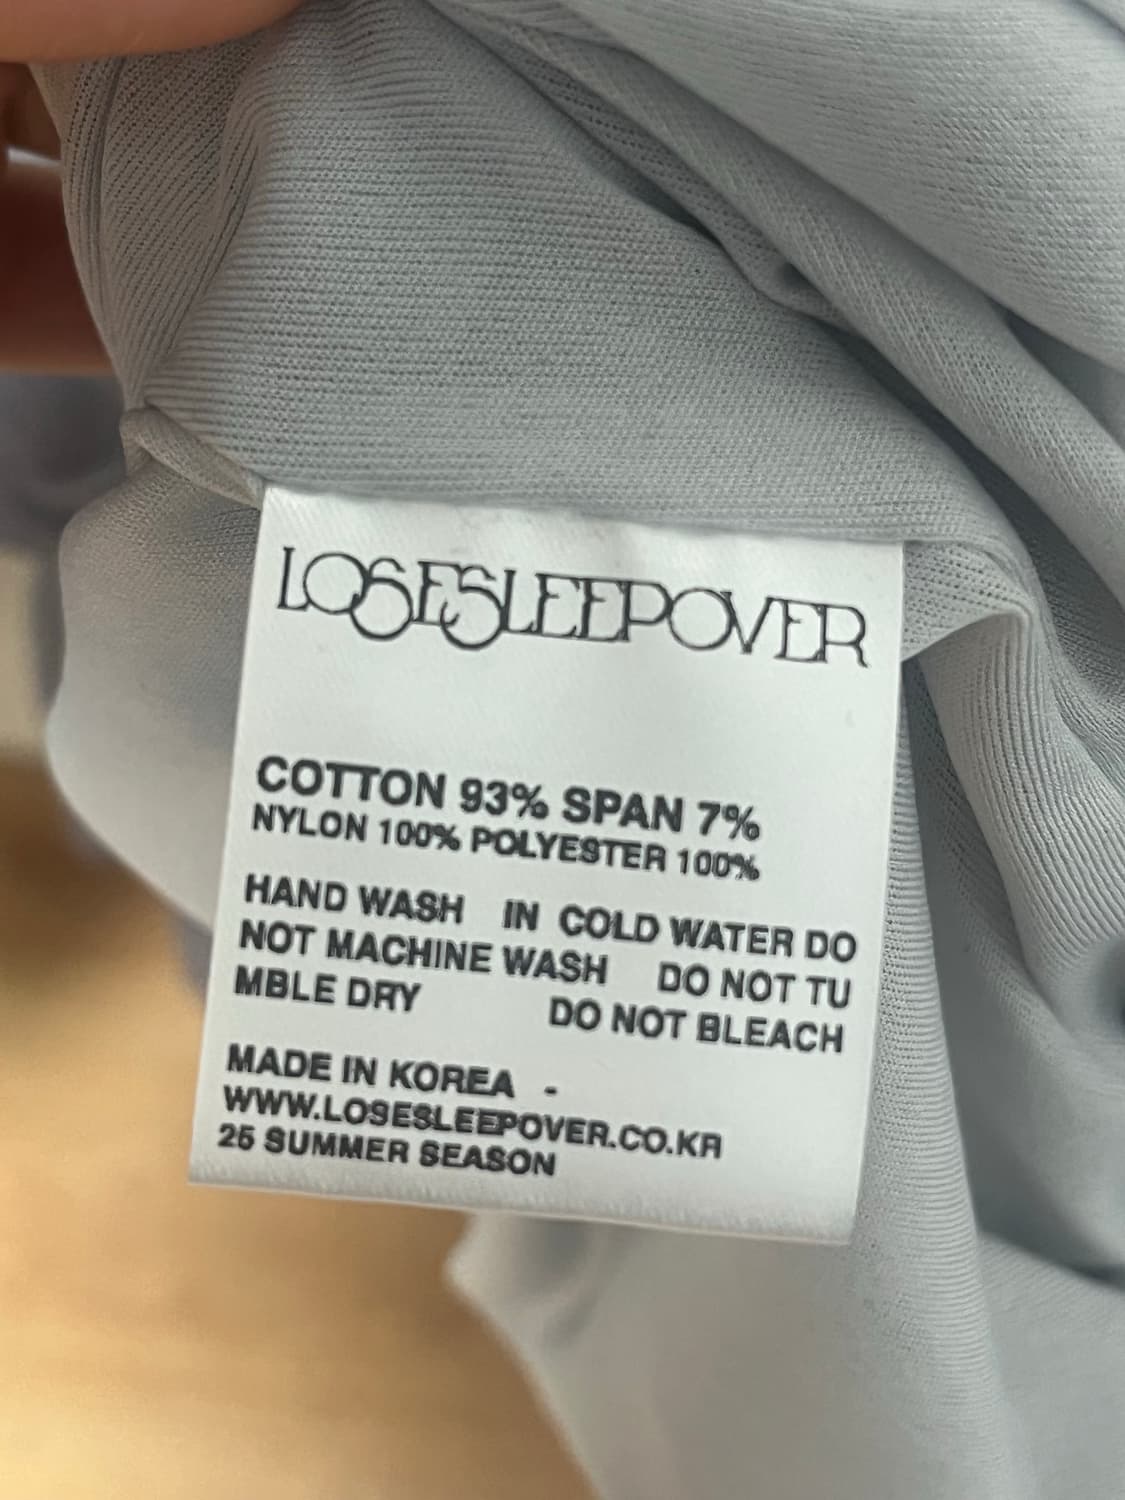 LOSESLEEPOVER
COTTON 93% SPAN 7%
NYLON 100% POLYESTER 100%
HAND WASH IN COLD WATER DO
NOT MACHINE WASH DO NOT TU
MBLE DRY DO NOT BLEACH
MADE IN KOREA -
WWW.LOSESLEEPOVER.CO.KR
25 SUMMER SEASON